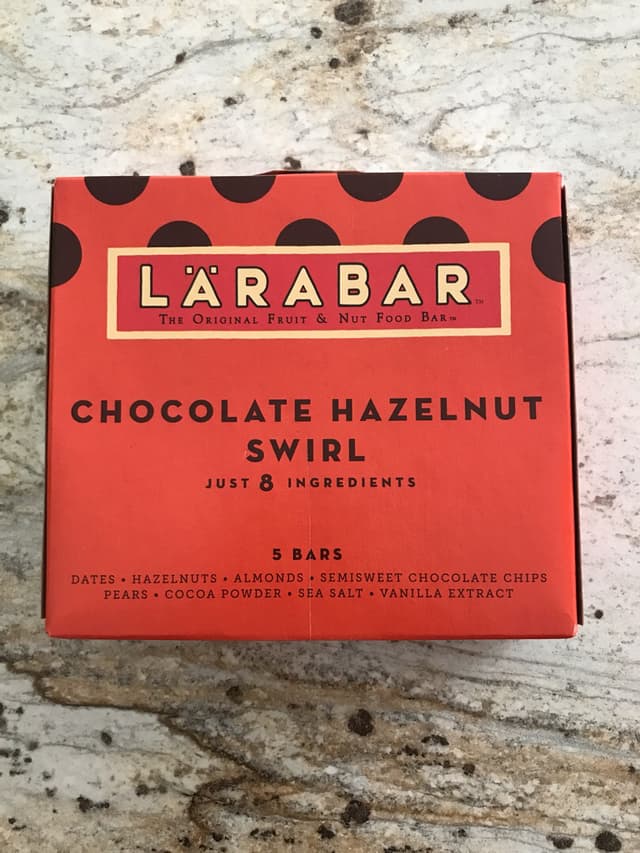 LÄRABAR™
THE ORIGINAL FRUIT & NUT FOOD BAR™
CHOCOLATE HAZELNUT
SWIRL
JUST 8 INGREDIENTS
5 BARS
DATES • HAZELNUTS • ALMONDS • SEMISWEET CHOCOLATE CHIPS
PEARS • COCOA POWDER • SEA SALT • VANILLA EXTRACT